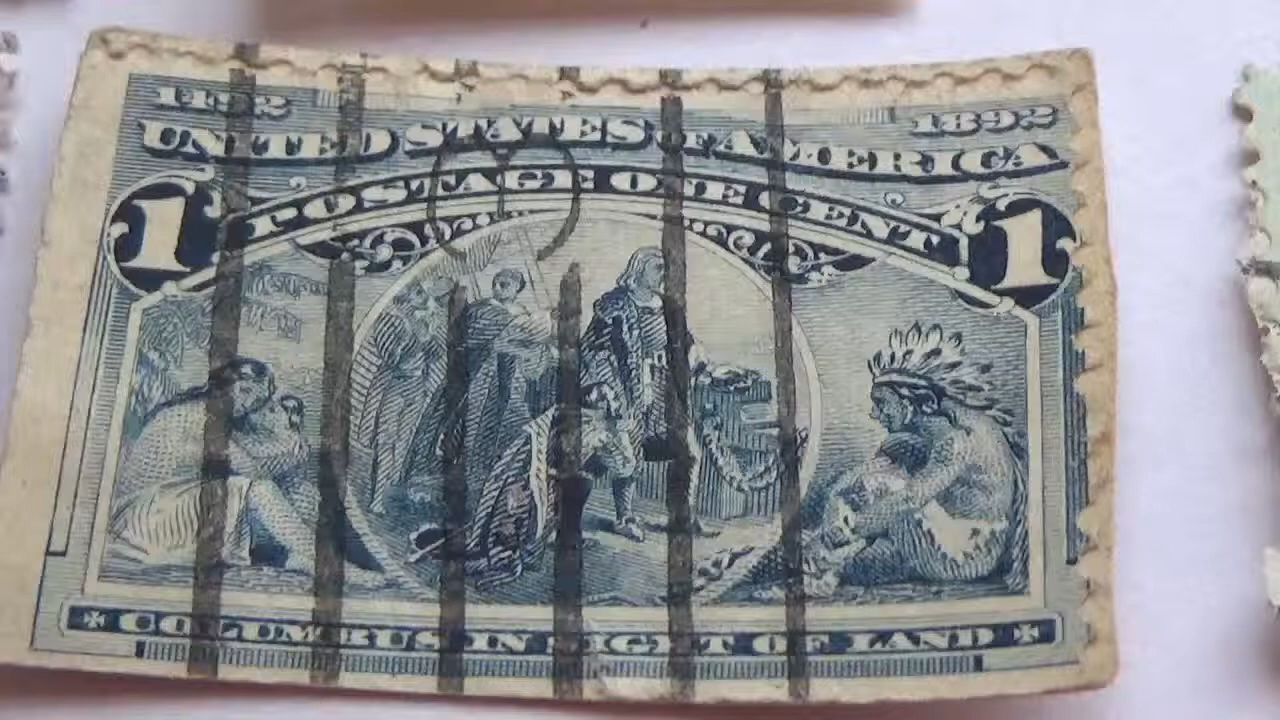 1492 1892
UNITED STATES OF AMERICA
POSTAGE ONE CENT
1 1
COLUMBUS IN SIGHT OF LAND